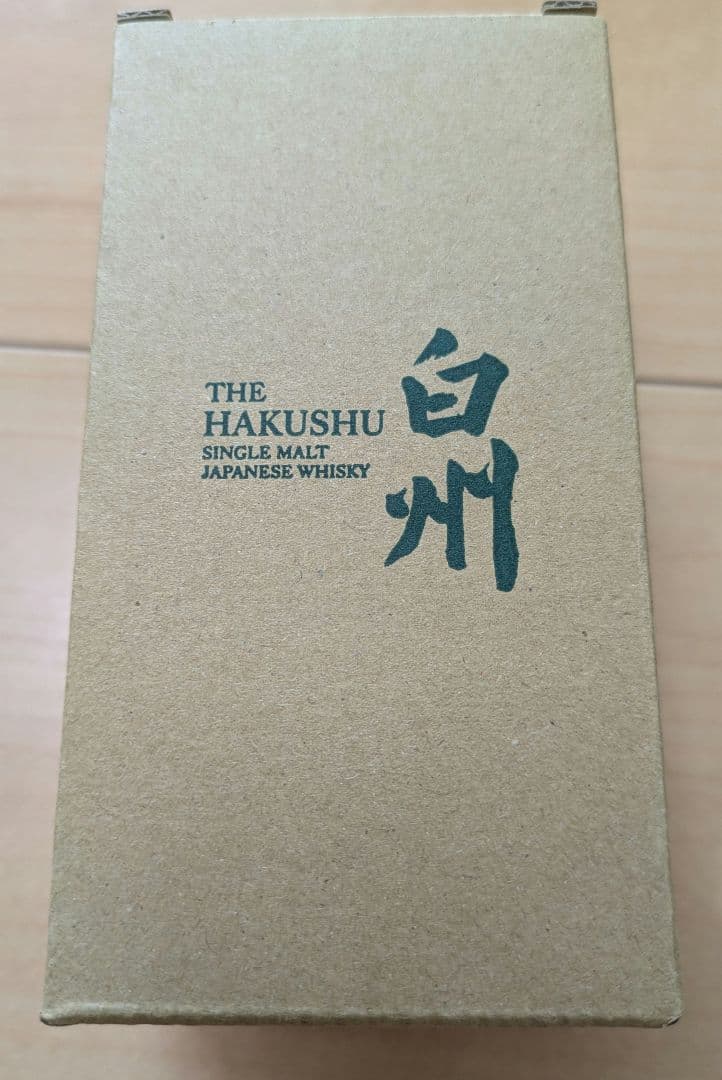 THE
HAKUSHU
SINGLE MALT
JAPANESE WHISKY
白州